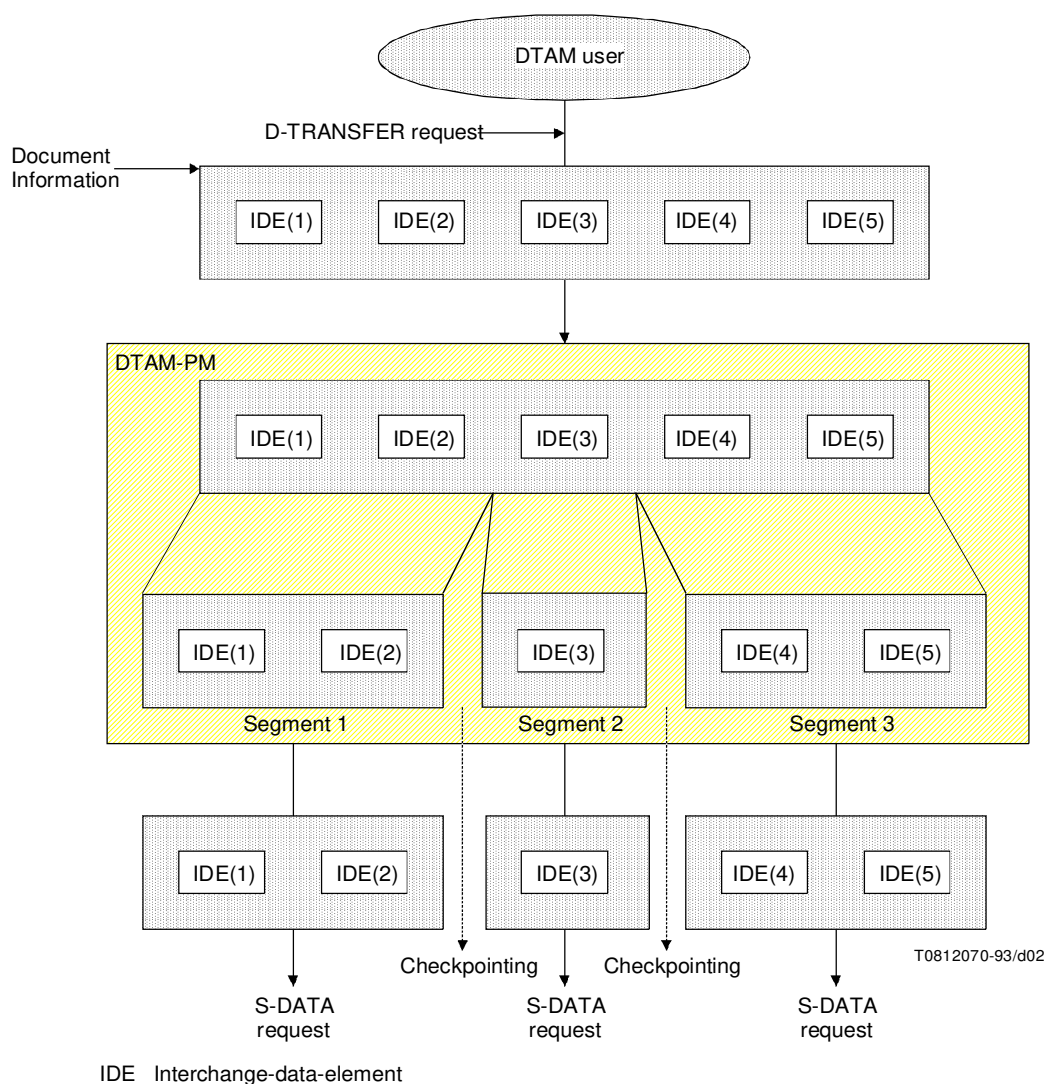 DTAM user
D-TRANSFER request
Document
Information
IDE(1) IDE(2) IDE(3) IDE(4) IDE(5)
DTAM-PM
IDE(1) IDE(2) IDE(3) IDE(4) IDE(5)
IDE(1) IDE(2) IDE(3) IDE(4) IDE(5)
Segment 1 Segment 2 Segment 3
IDE(1) IDE(2) IDE(3) IDE(4) IDE(5)
T0812070-93/d02
Checkpointing Checkpointing
S-DATA S-DATA S-DATA
request request request
IDE Interchange-data-element